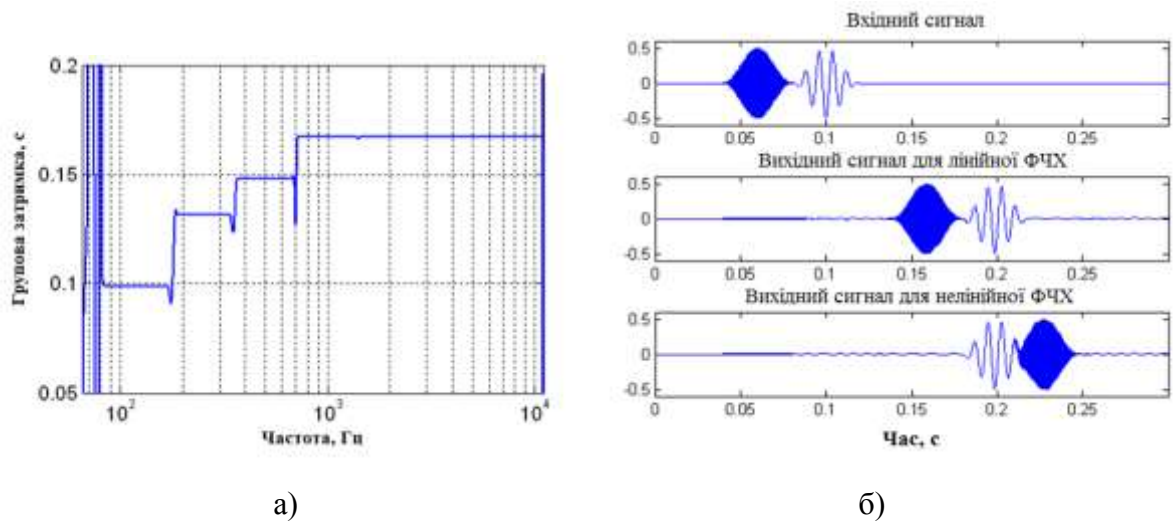 Групова затримка, с
0.2
0.15
0.1
0.05
10²
10³
10⁴
Частота, Гц
а)
Вхідний сигнал
0.5
0
-0.5
0 0.05 0.1 0.15 0.2 0.25
Вихідний сигнал для лінійної ФЧХ
0.5
0
-0.5
0 0.05 0.1 0.15 0.2 0.25
Вихідний сигнал для нелінійної ФЧХ
0.5
0
-0.5
0 0.05 0.1 0.15 0.2 0.25
Час, с
б)